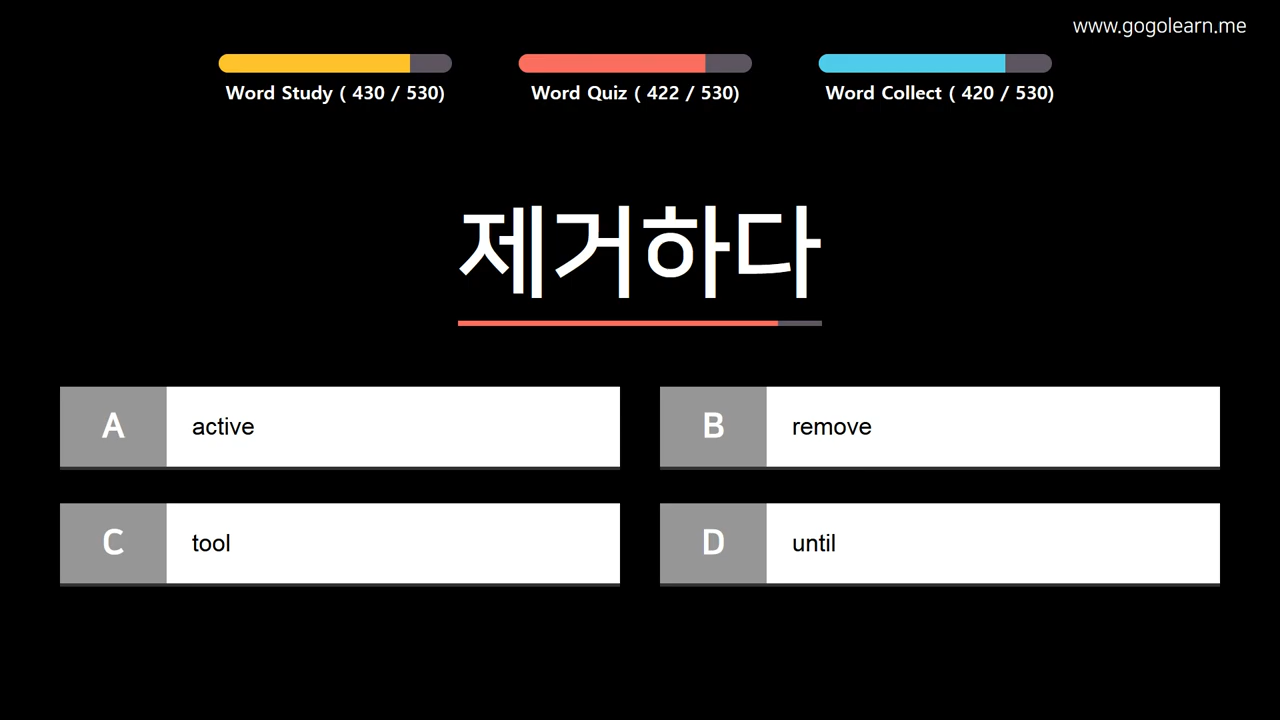 www.gogolearn.me
Word Study ( 430 / 530)
Word Quiz ( 422 / 530)
Word Collect ( 420 / 530)
제거하다
A active
B remove
C tool
D until